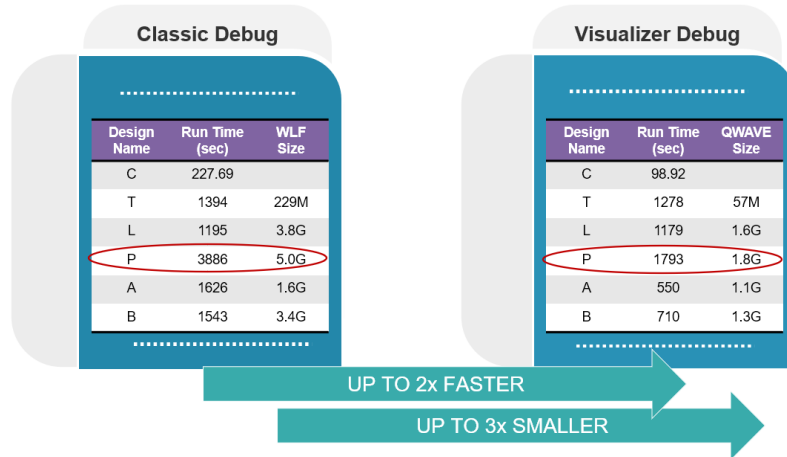 Classic Debug
Design Name Run Time (sec) WLF Size
C 227.69
T 1394 229M
L 1195 3.8G
P 3886 5.0G
A 1626 1.6G
B 1543 3.4G
Visualizer Debug
Design Name Run Time (sec) QWAVE Size
C 98.92
T 1278 57M
L 1179 1.6G
P 1793 1.8G
A 550 1.1G
B 710 1.3G
UP TO 2x FASTER
UP TO 3x SMALLER